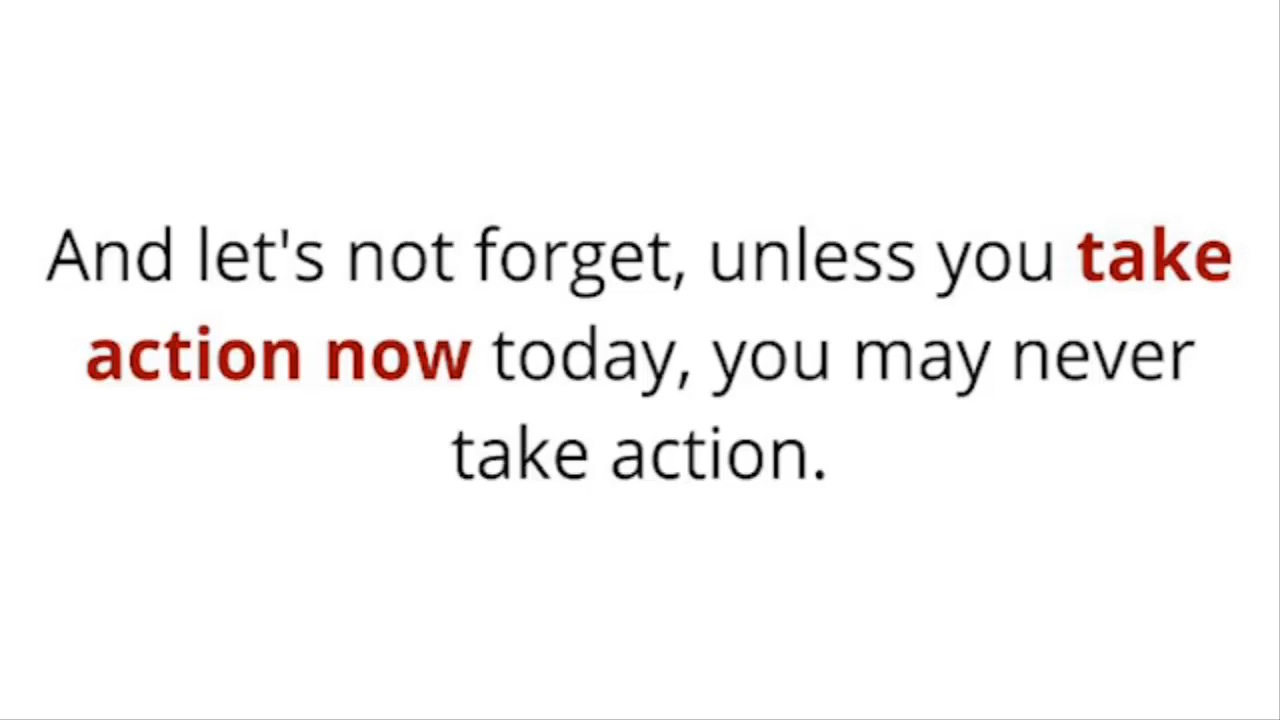 And let's not forget, unless you take
action now today, you may never
take action.